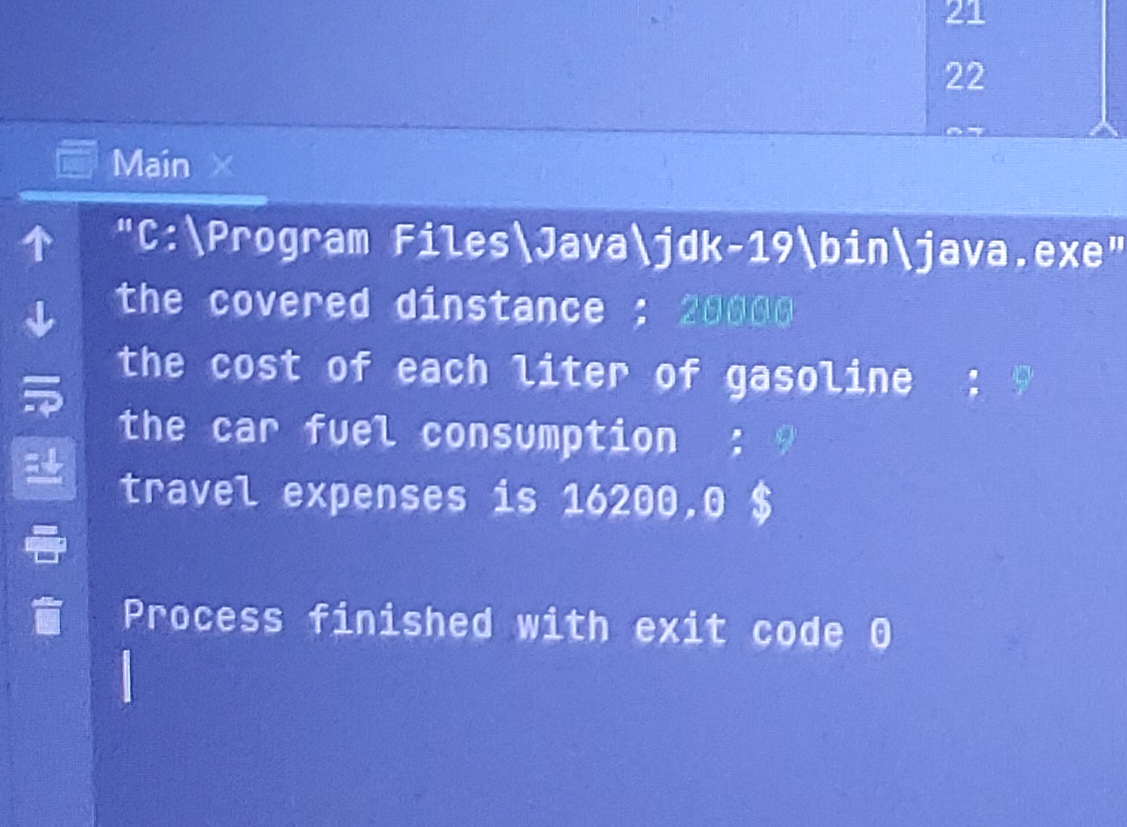 21
22
Main
"C:\Program Files\Java\jdk-19\bin\java.exe"
the covered dinstance : 20000
the cost of each liter of gasoline  : 9
the car fuel consumption  : 9
travel expenses is 16200.0 $
Process finished with exit code 0